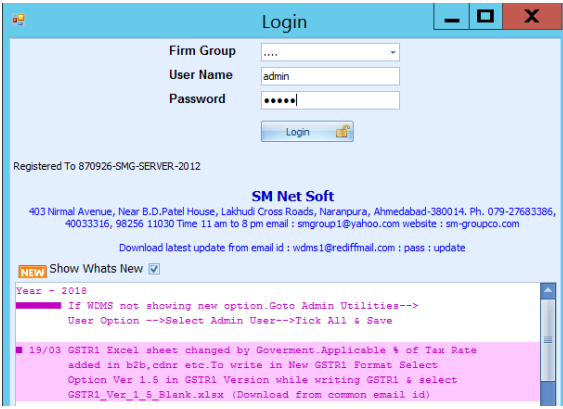 Login
X
Firm Group
....
User Name
admin
Password
●●●●●
Login
Registered To 870926-SMG-SERVER-2012
SM Net Soft
403 Nirmal Avenue, Near B.D.Patel House, Lakhudi Cross Roads, Naranpura, Ahmedabad-380014. Ph. 079-27683386,
40033316, 98256 11030 Time 11 am to 8 pm email : smgroup1@yahoo.com website : sm-groupco.com
Download latest update from email id : wdms1@rediffmail.com : pass : update
NEW Show Whats New
Year - 2018
If WDMS not showing new option.Goto Admin Utilities-->
User Option -->Select Admin User-->Tick All & Save
19/03 GSTR1 Excel sheet changed by Goverment.Applicable % of Tax Rate
added in b2b,cdnr etc.To write in New GSTR1 Format Select
Option Ver 1.5 in GSTR1 Version while writing GSTR1 & select
GSTR1_Ver_1_5_Blank.xlsx (Download from common email id)